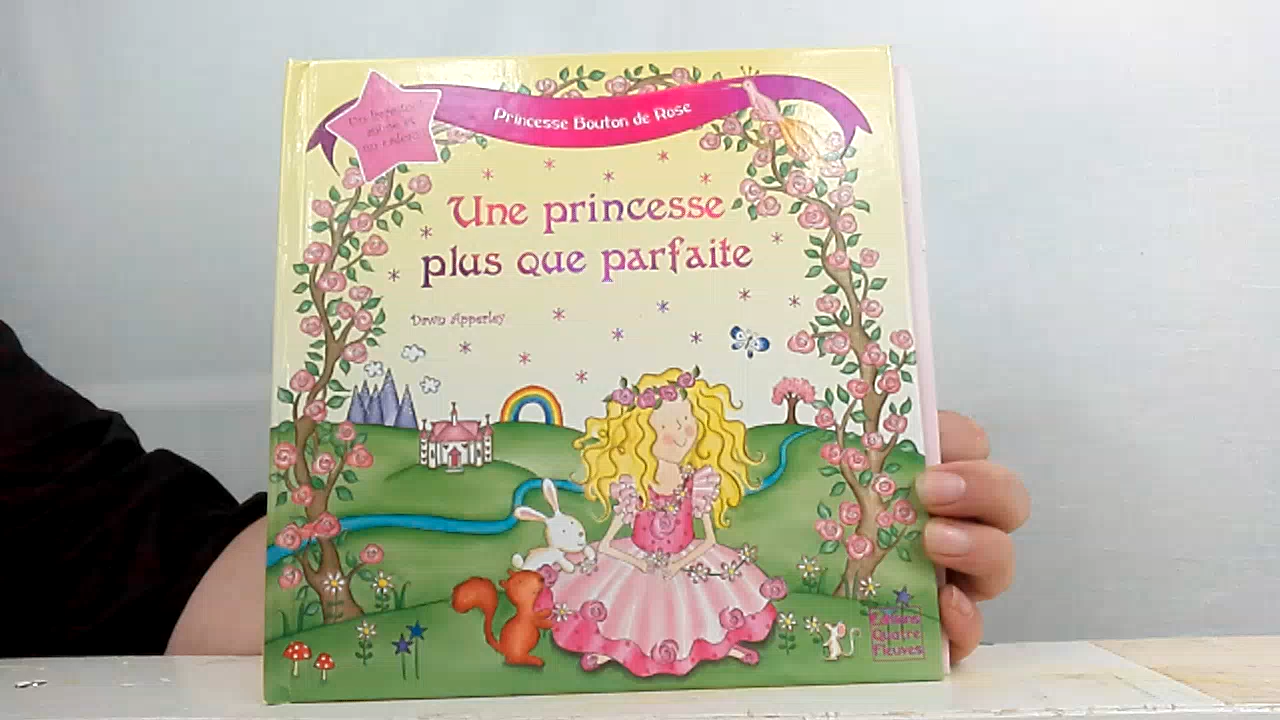 Princesse Bouton de Rose
Une princesse
plus que parfaite
Dawn Apperley
Éditions
Quatre
Fleuves